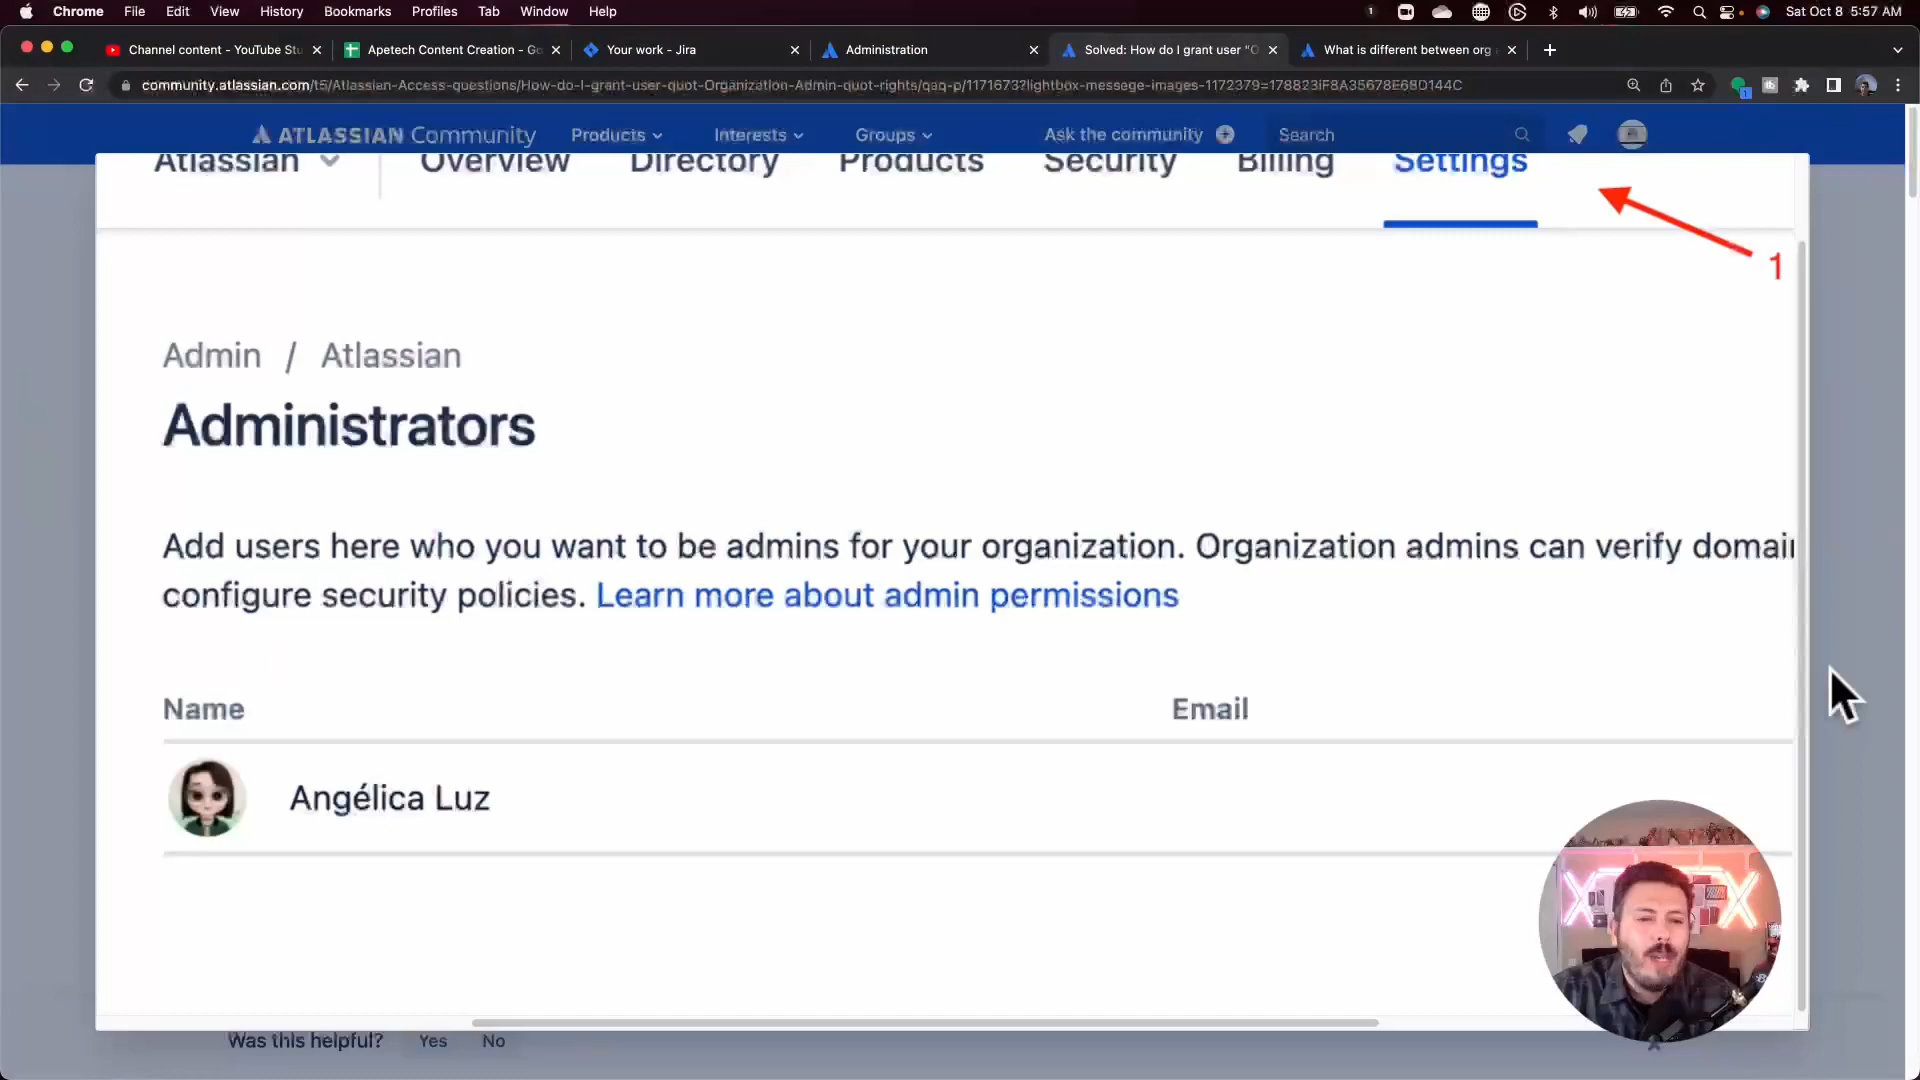 Chrome File Edit View History Bookmarks Profiles Tab Window Help
Sat Oct 8 5:57 AM
Channel content - YouTube Stu
Apetech Content Creation - Go
Your work - Jira
Administration
Solved: How do I grant user "O
What is different between org
community.atlassian.com/t5/Atlassian-Access-questions/How-do-I-grant-user-quot-Organization-Admin-quot-rights/qaq-p/1171673?lightbox-message-images-1172379=178823iF8A35678E68D144C
ATLASSIAN Community Products Interests Groups Ask the community Search
Atlassian Overview Directory Products Security Billing Settings
1
Admin / Atlassian
Administrators
Add users here who you want to be admins for your organization. Organization admins can verify domain
configure security policies. Learn more about admin permissions
Name Email
Angélica Luz
Was this helpful? Yes No